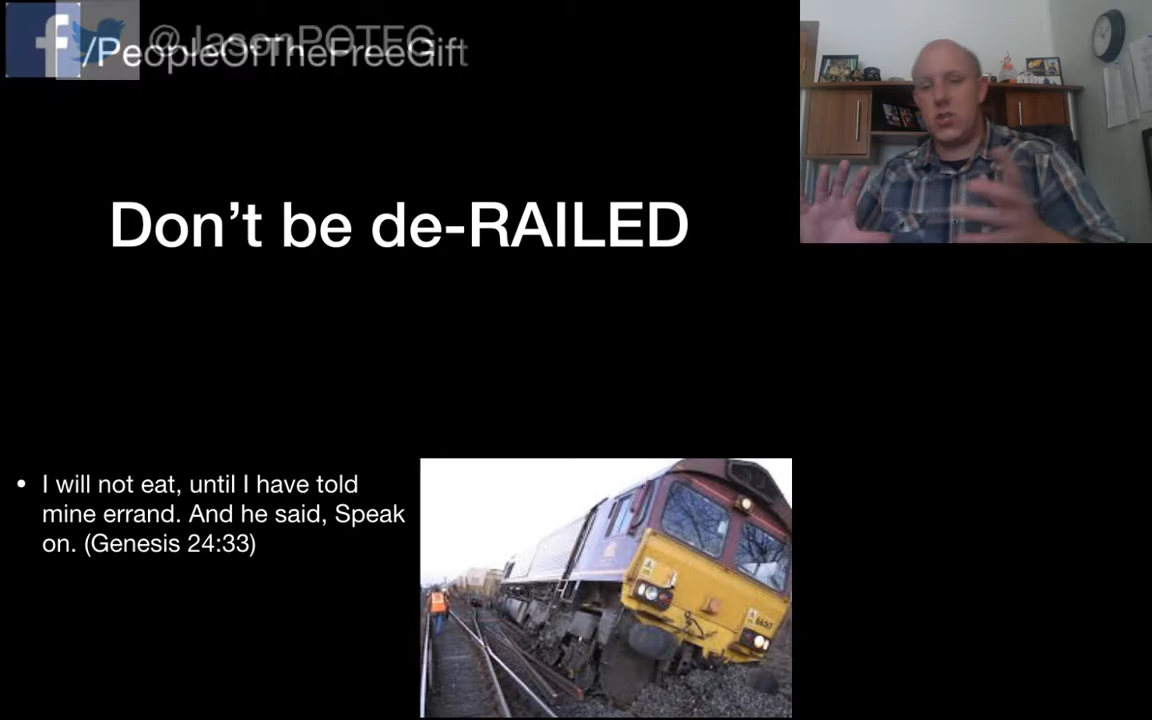 f /PeopleOfTheFreeGift
@JasonPOTFG
Don't be de-RAILED
• I will not eat, until I have told
mine errand. And he said, Speak
on. (Genesis 24:33)